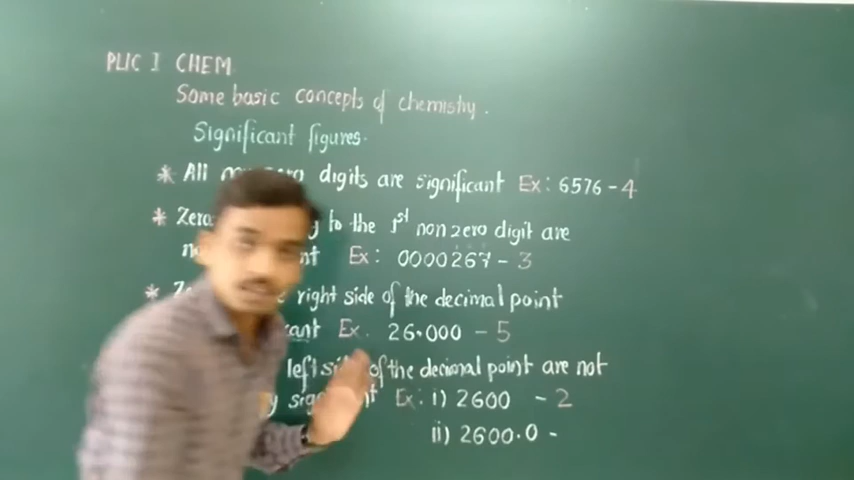 PUC I CHEM.
Some basic concepts of chemistry.
Significant figures.
* All digits are significant Ex: 6576 - 4
* to the 1st non zero digit are
Ex: 0000267 - 3
* right side of the decimal point
Ex. 26.000 - 5
left side of the decimal point are not
Ex: i) 2600 - 2
ii) 2600.0 -